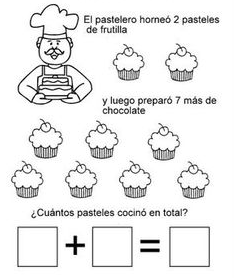 El pastelero horneó 2 pasteles
de frutilla
y luego preparó 7 más de
chocolate
¿Cuántos pasteles cocinó en total?
+ =